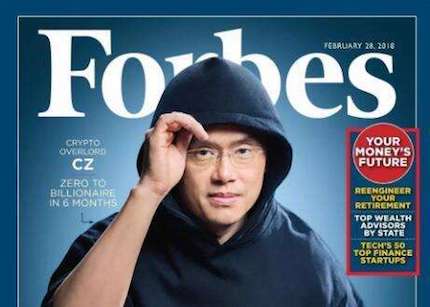 Forbes
FEBRUARY 28, 2018
CRYPTO
OVERLORD
CZ
ZERO TO
BILLIONAIRE
IN 6 MONTHS
YOUR
MONEY'S
FUTURE
REENGINEER
YOUR
RETIREMENT
TOP WEALTH
ADVISORS
BY STATE
TECH'S 50
TOP FINANCE
STARTUPS